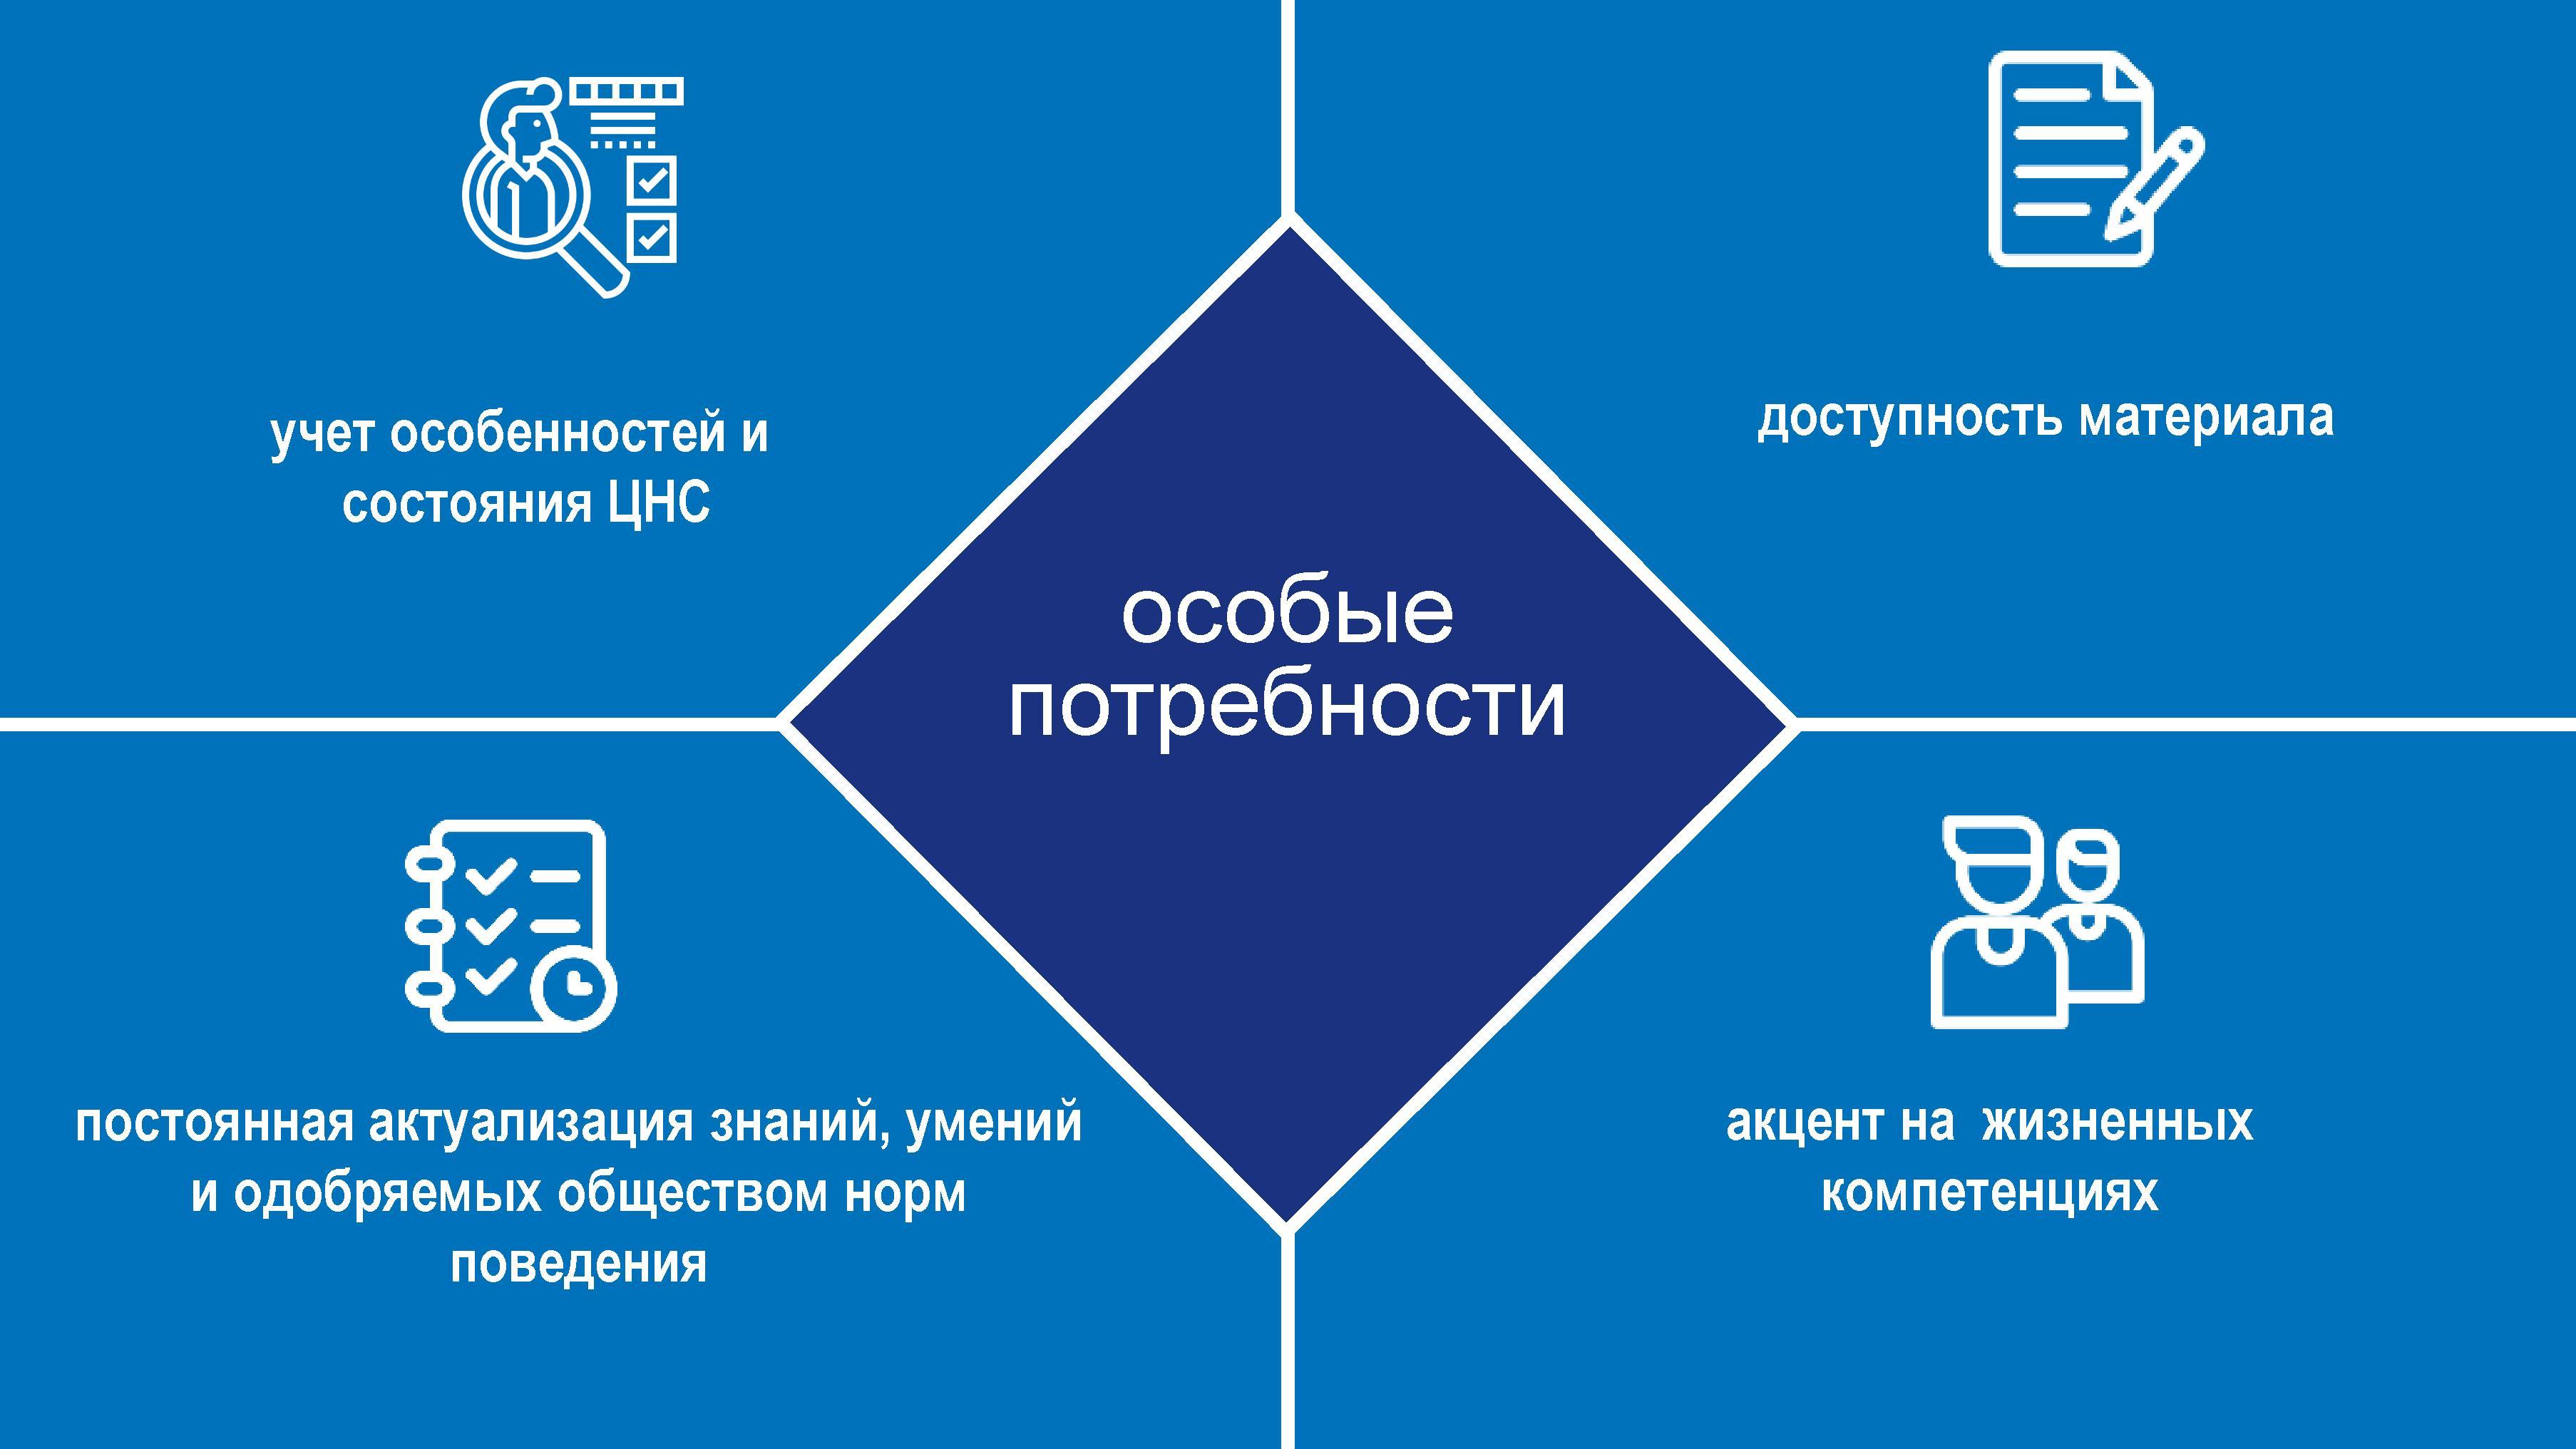 учет особенностей и
состояния ЦНС
доступность материала
особые
потребности
постоянная актуализация знаний, умений
и одобряемых обществом норм
поведения
акцент на  жизненных
компетенциях